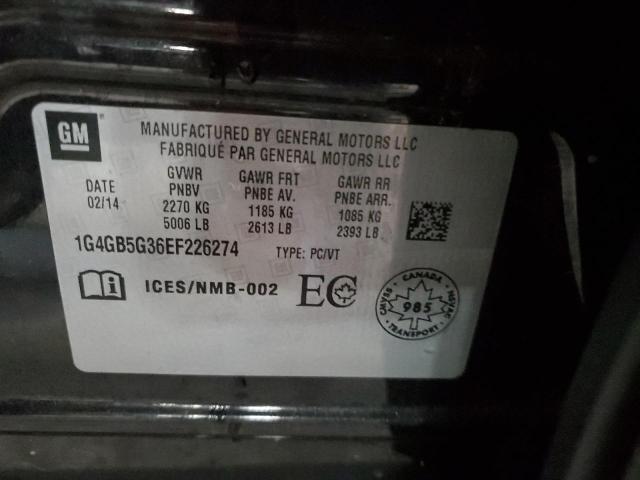 GM
MANUFACTURED BY GENERAL MOTORS LLC
FABRIQUÉ PAR GENERAL MOTORS LLC
DATE
02/14
GVWR
PNBV
2270 KG
5006 LB
GAWR FRT
PNBE AV.
1185 KG
2613 LB
GAWR RR
PNBE ARR.
1085 KG
2393 LB
1G4GB5G36EF226274
TYPE: PC/VT
ICES/NMB-002
EC
CANADA
CMVSS
NSVAC
985
TRANSPORT